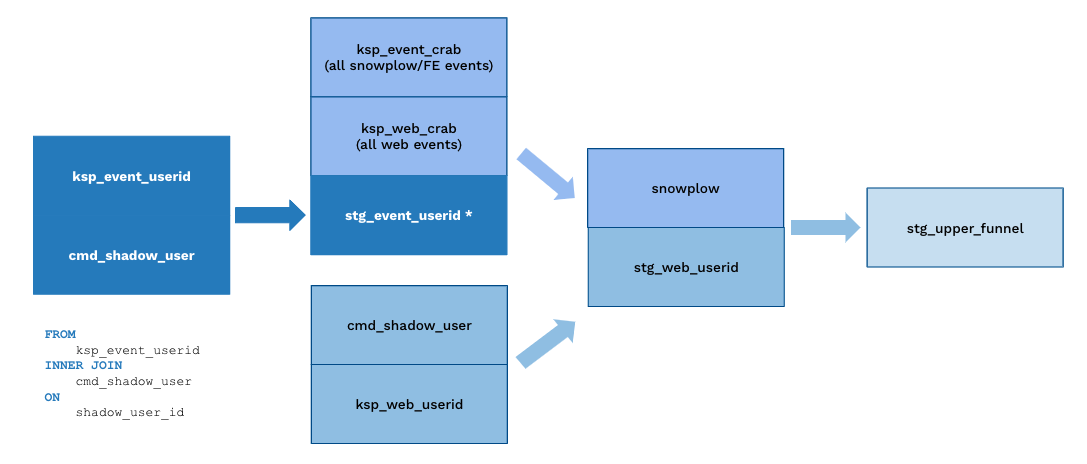 ksp_event_userid
cmd_shadow_user
FROM
ksp_event_userid
INNER JOIN
cmd_shadow_user
ON
shadow_user_id
ksp_event_crab
(all snowplow/FE events)
ksp_web_crab
(all web events)
stg_event_userid *
cmd_shadow_user
ksp_web_userid
snowplow
stg_web_userid
stg_upper_funnel